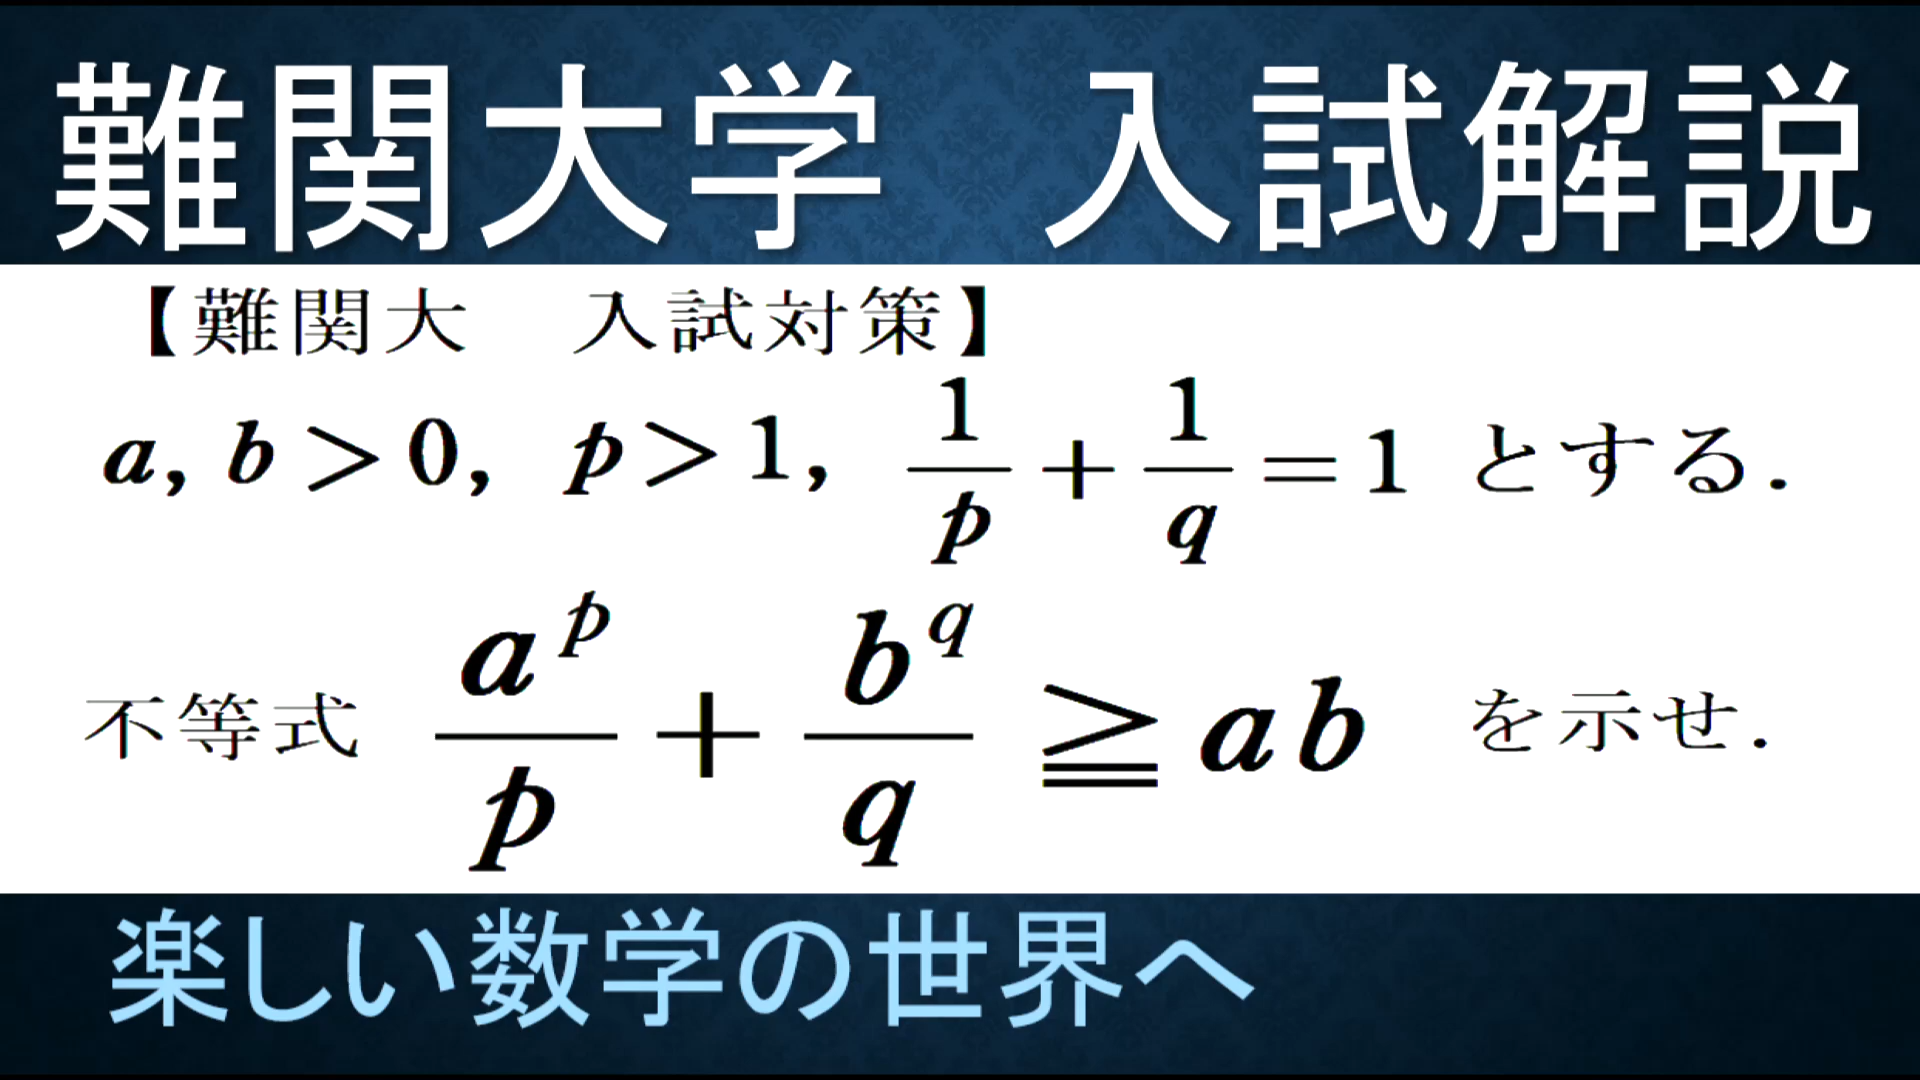 難関大学　入試解説
【難関大　入試対策】
a, b > 0, p > 1, 1/p + 1/q = 1 とする.
不等式 a^p/p + b^q/q ≧ ab を示せ.
楽しい数学の世界へ